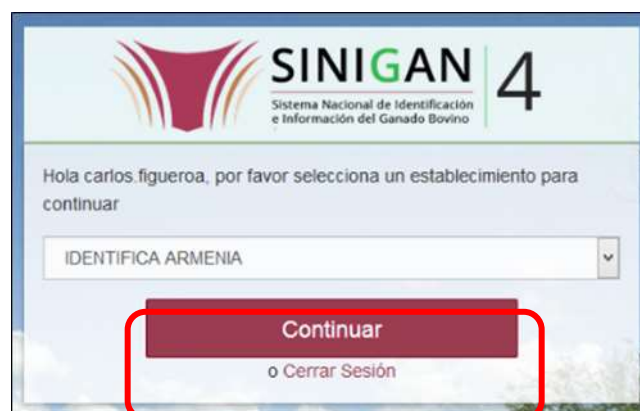 SINIGAN 4
Sistema Nacional de Identificación
e Información del Ganado Bovino
Hola carlos.figueroa, por favor selecciona un establecimiento para
continuar
IDENTIFICA ARMENIA
Continuar
o Cerrar Sesión